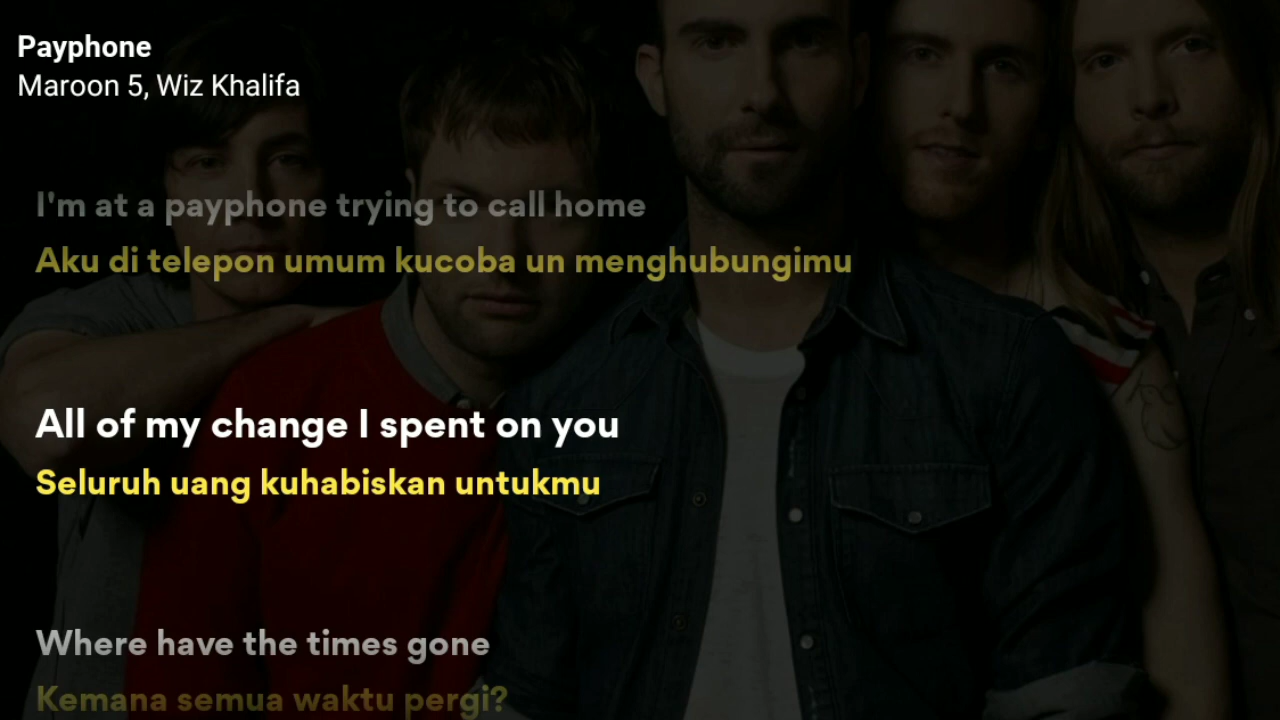 Payphone
Maroon 5, Wiz Khalifa
I'm at a payphone trying to call home
Aku di telepon umum kucoba un menghubungimu
All of my change I spent on you
Seluruh uang kuhabiskan untukmu
Where have the times gone
Kemana semua waktu pergi?